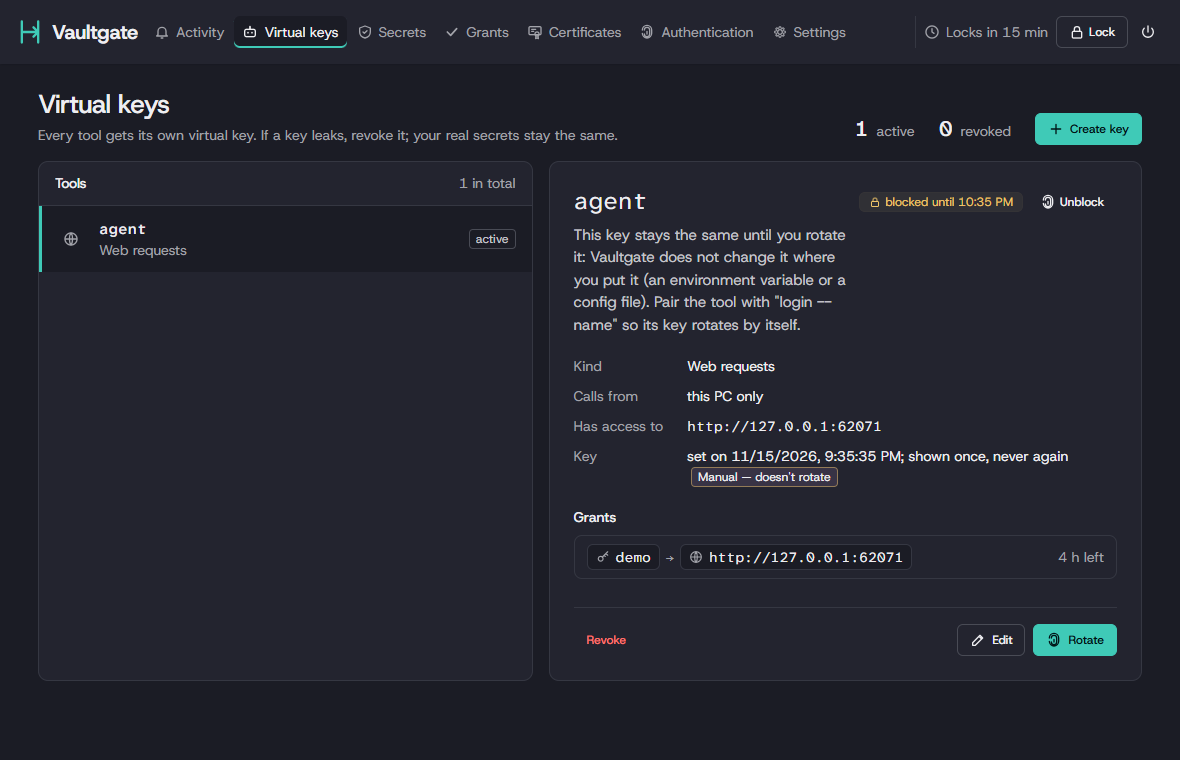 Vaultgate Activity Virtual keys Secrets Grants Certificates Authentication Settings Locks in 15 min Lock
Virtual keys
Every tool gets its own virtual key. If a key leaks, revoke it; your real secrets stay the same.
1 active 0 revoked + Create key
Tools 1 in total
agent
Web requests
active
agent
blocked until 10:35 PM Unblock
This key stays the same until you rotate
it: Vaultgate does not change it where
you put it (an environment variable or a
config file). Pair the tool with "login --
name" so its key rotates by itself.
Kind Web requests
Calls from this PC only
Has access to http://127.0.0.1:62071
Key set on 11/15/2026, 9:35:35 PM; shown once, never again
Manual — doesn't rotate
Grants
demo → http://127.0.0.1:62071 4 h left
Revoke Edit Rotate